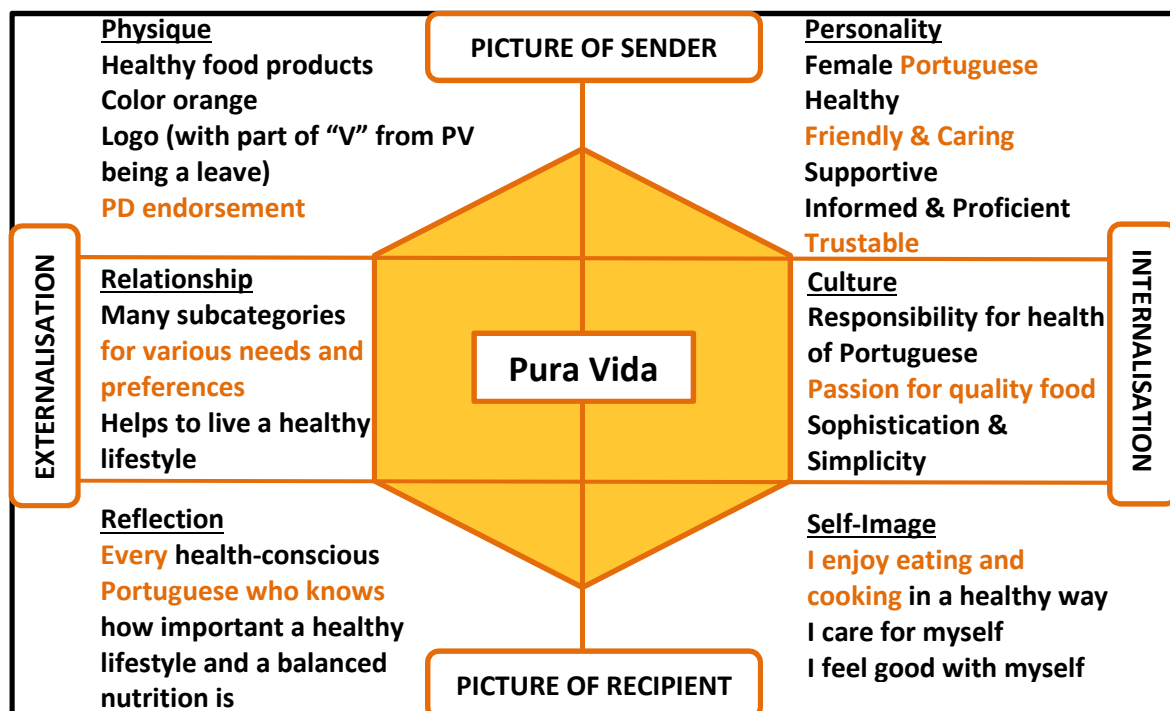 PICTURE OF SENDER
Physique
Healthy food products
Color orange
Logo (with part of “V” from PV
being a leave)
PD endorsement
Personality
Female Portuguese
Healthy
Friendly & Caring
Supportive
Informed & Proficient
Trustable
EXTERNALISATION
Relationship
Many subcategories
for various needs and
preferences
Helps to live a healthy
lifestyle
Pura Vida
Culture
Responsibility for health
of Portuguese
Passion for quality food
Sophistication &
Simplicity
INTERNALISATION
Reflection
Every health-conscious
Portuguese who knows
how important a healthy
lifestyle and a balanced
nutrition is
Self-Image
I enjoy eating and
cooking in a healthy way
I care for myself
I feel good with myself
PICTURE OF RECIPIENT